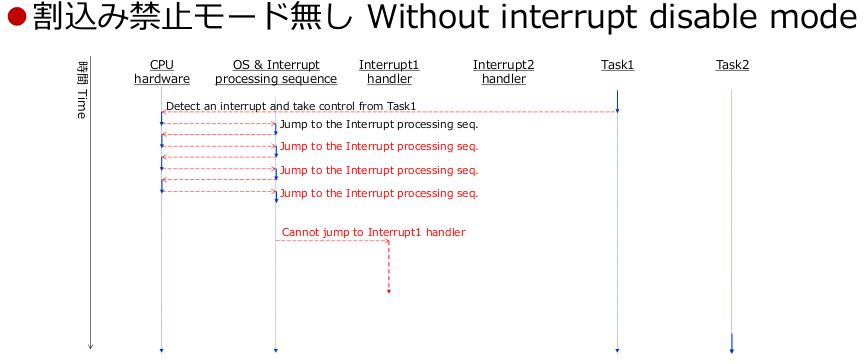 割込み禁止モード無し Without interrupt disable mode
時間 Time
CPU
hardware
OS & Interrupt
processing sequence
Interrupt1
handler
Interrupt2
handler
Task1
Task2
Detect an interrupt and take control from Task1
Jump to the Interrupt processing seq.
Jump to the Interrupt processing seq.
Jump to the Interrupt processing seq.
Jump to the Interrupt processing seq.
Cannot jump to Interrupt1 handler